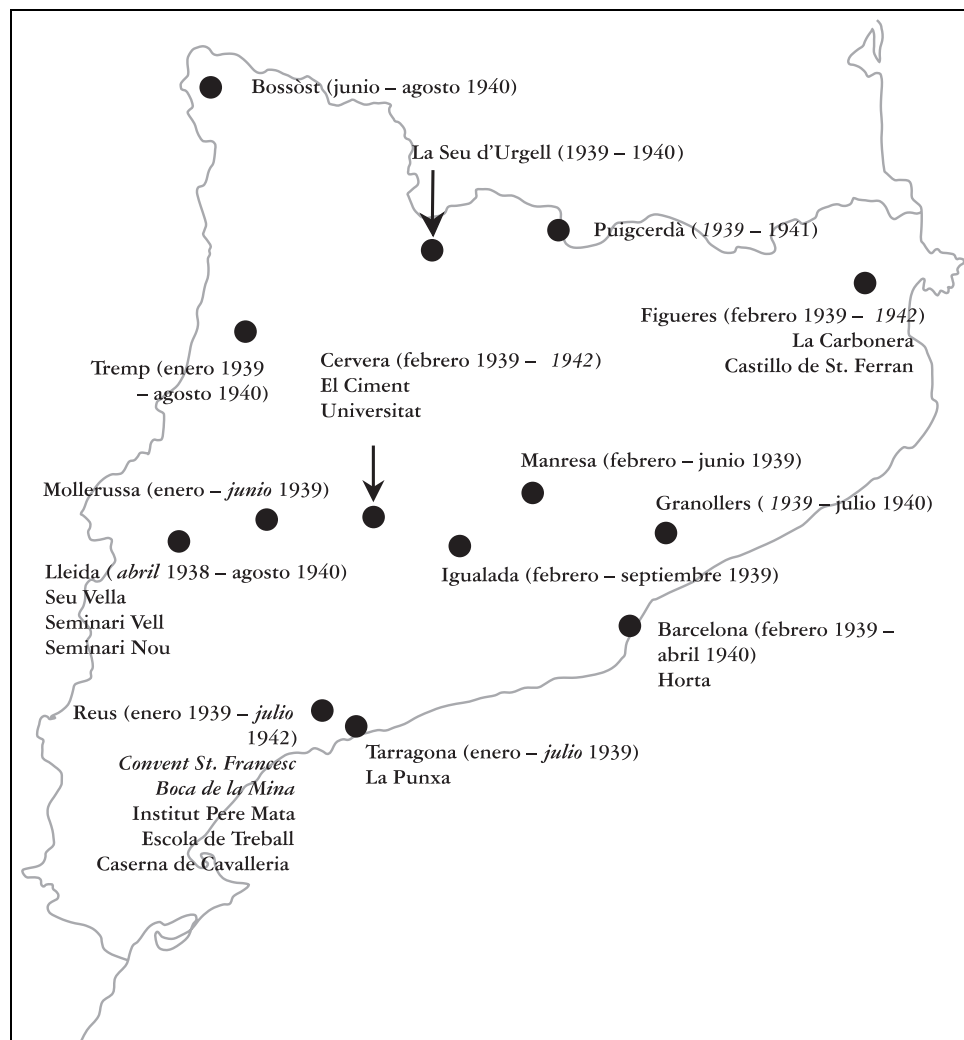 Bossòst (junio – agosto 1940)
La Seu d’Urgell (1939 – 1940)
Puigcerdà (1939 – 1941)
Figueres (febrero 1939 – 1942)
La Carbonera
Castillo de St. Ferran
Tremp (enero 1939
– agosto 1940)
Cervera (febrero 1939 – 1942)
El Ciment
Universitat
Manresa (febrero – junio 1939)
Mollerussa (enero – junio 1939)
Granollers ( 1939 – julio 1940)
Lleida ( abril 1938 – agosto 1940)
Seu Vella
Seminari Vell
Seminari Nou
Igualada (febrero – septiembre 1939)
Barcelona (febrero 1939 –
abril 1940)
Horta
Reus (enero 1939 – julio
1942)
Convent St. Francesc
Boca de la Mina
Institut Pere Mata
Escola de Treball
Caserna de Cavalleria
Tarragona (enero – julio 1939)
La Punxa